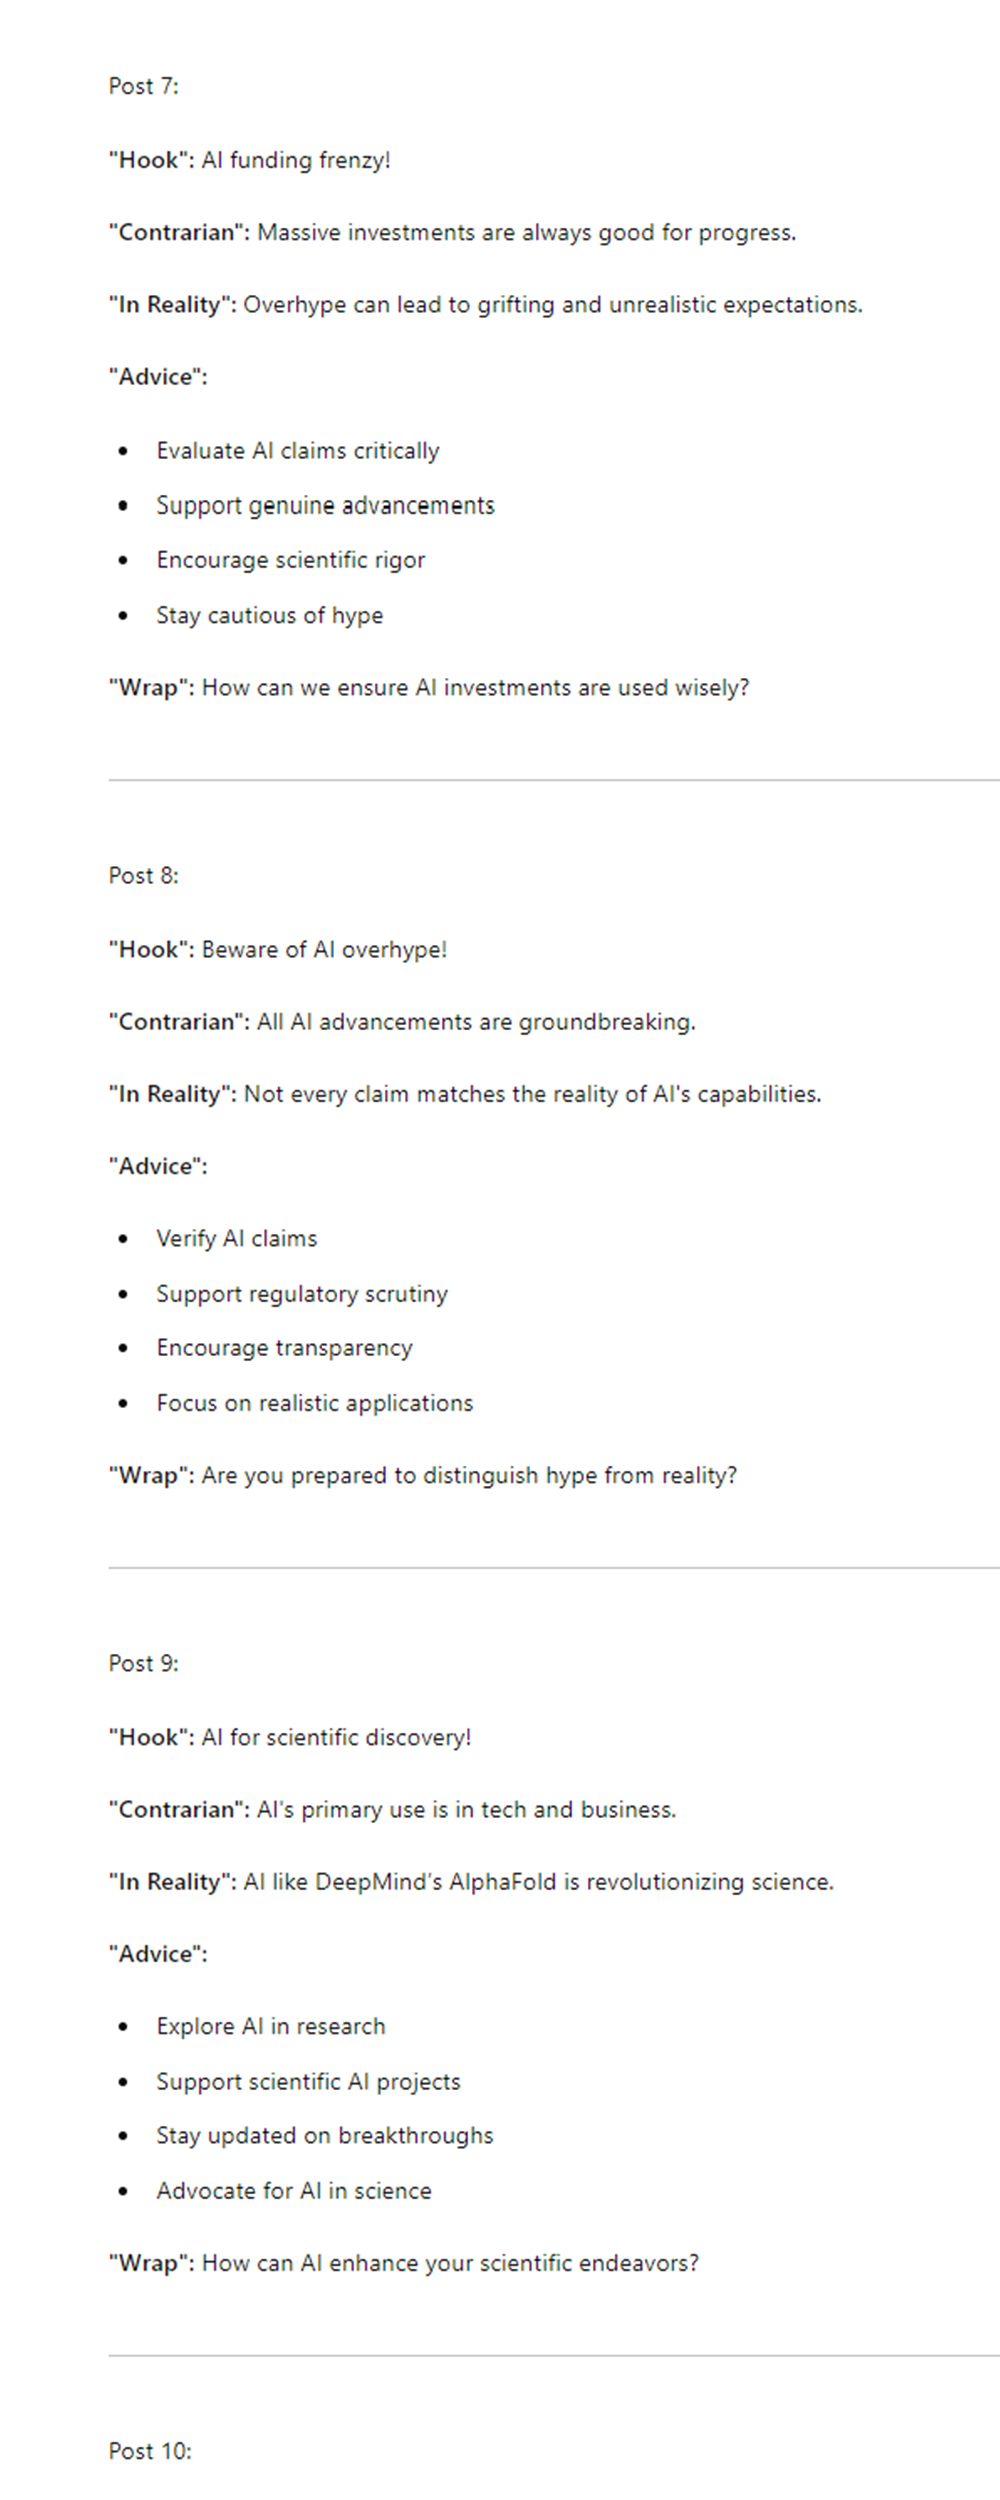 Post 7:
"Hook": AI funding frenzy!
"Contrarian": Massive investments are always good for progress.
"In Reality": Overhype can lead to grifting and unrealistic expectations.
"Advice":
• Evaluate AI claims critically
• Support genuine advancements
• Encourage scientific rigor
• Stay cautious of hype
"Wrap": How can we ensure AI investments are used wisely?
Post 8:
"Hook": Beware of AI overhype!
"Contrarian": All AI advancements are groundbreaking.
"In Reality": Not every claim matches the reality of AI's capabilities.
"Advice":
• Verify AI claims
• Support regulatory scrutiny
• Encourage transparency
• Focus on realistic applications
"Wrap": Are you prepared to distinguish hype from reality?
Post 9:
"Hook": AI for scientific discovery!
"Contrarian": AI's primary use is in tech and business.
"In Reality": AI like DeepMind's AlphaFold is revolutionizing science.
"Advice":
• Explore AI in research
• Support scientific AI projects
• Stay updated on breakthroughs
• Advocate for AI in science
"Wrap": How can AI enhance your scientific endeavors?
Post 10: